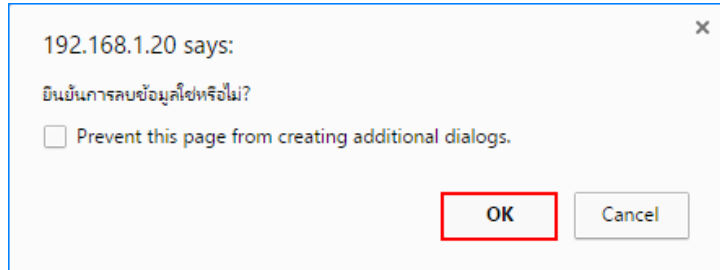 192.168.1.20 says:
ยืนยันการลบข้อมูลใช่หรือไม่?
Prevent this page from creating additional dialogs.
OK
Cancel